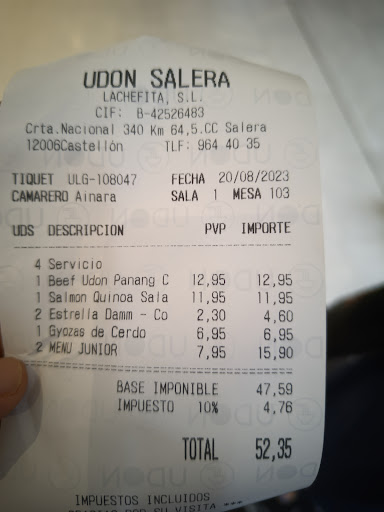 UDON SALERA
LACHEFITA, S.L.
CIF: B-42526483
Crta.Nacional 340 Km 64,5.CC Salera
12006Castellón TLF: 964 40 35
TIQUET ULG-108047 FECHA 20/08/2023
CAMARERO Ainara SALA 1 MESA 103
UDS DESCRIPCION PVP IMPORTE
4 Servicio
1 Beef Udon Panang C 12,95 12,95
1 Salmon Quinoa Sala 11,95 11,95
2 Estrella Damm - Co 2,30 4,60
1 Gyozas de Cerdo 6,95 6,95
2 MENU JUNIOR 7,95 15,90
BASE IMPONIBLE 47,59
IMPUESTO 10% 4,76
TOTAL 52,35
IMPUESTOS INCLUIDOS
POR SU VISITA